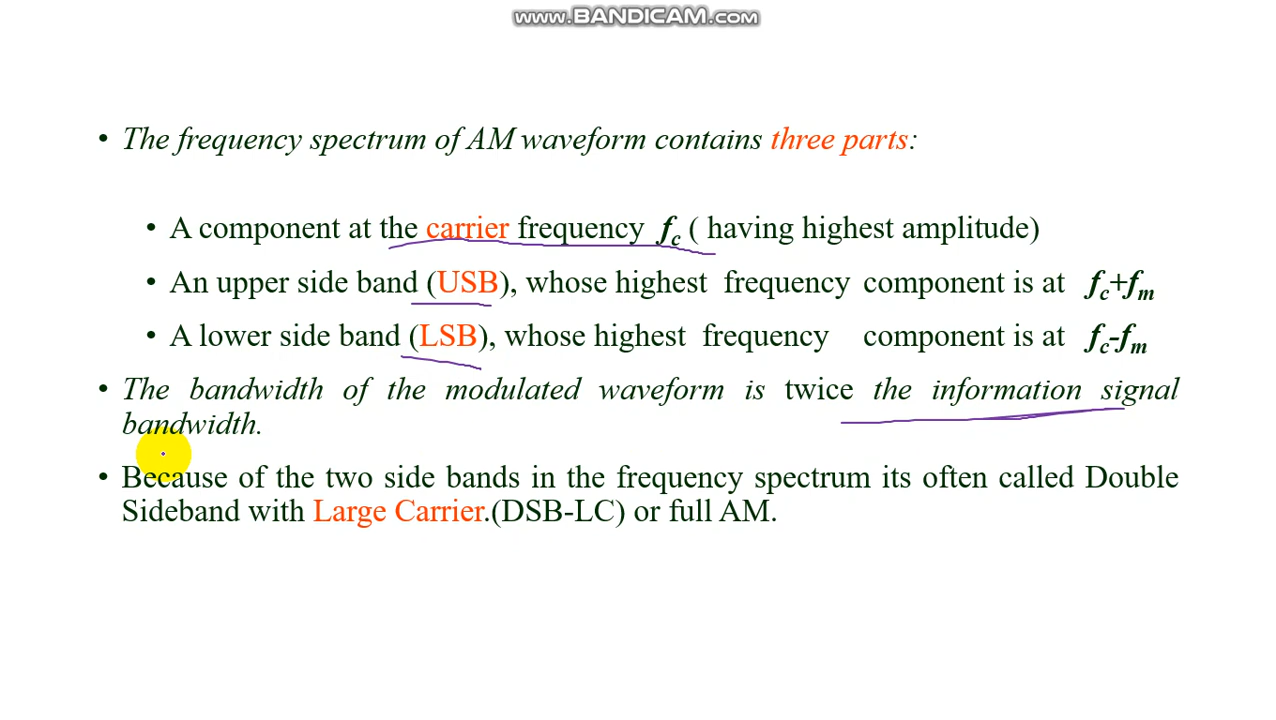 www.BANDICAM.com
• The frequency spectrum of AM waveform contains three parts:
• A component at the carrier frequency fc ( having highest amplitude)
• An upper side band (USB), whose highest frequency component is at fc+fm
• A lower side band (LSB), whose highest frequency component is at fc-fm
• The bandwidth of the modulated waveform is twice the information signal
bandwidth.
• Because of the two side bands in the frequency spectrum its often called Double
Sideband with Large Carrier.(DSB-LC) or full AM.